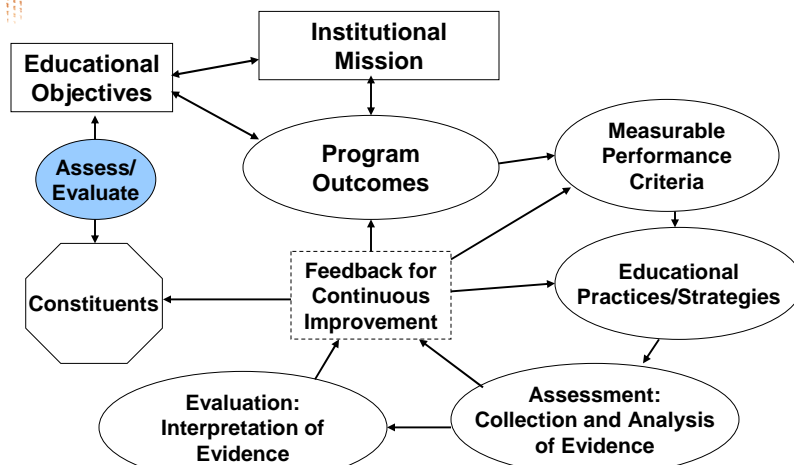 Institutional
Mission
Educational
Objectives
Program
Outcomes
Measurable
Performance
Criteria
Assess/
Evaluate
Feedback for
Continuous
Improvement
Educational
Practices/Strategies
Constituents
Assessment:
Collection and Analysis
of Evidence
Evaluation:
Interpretation of
Evidence